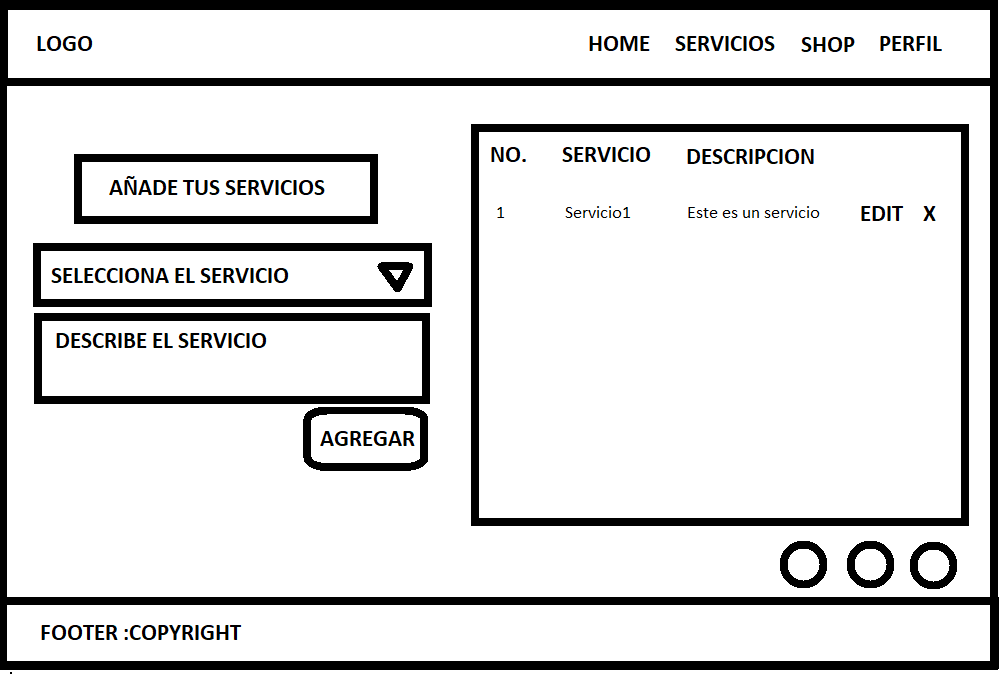 LOGO
HOME SERVICIOS SHOP PERFIL
AÑADE TUS SERVICIOS
SELECCIONA EL SERVICIO
DESCRIBE EL SERVICIO
AGREGAR
NO. SERVICIO DESCRIPCION
1 Servicio1 Este es un servicio EDIT X
FOOTER :COPYRIGHT